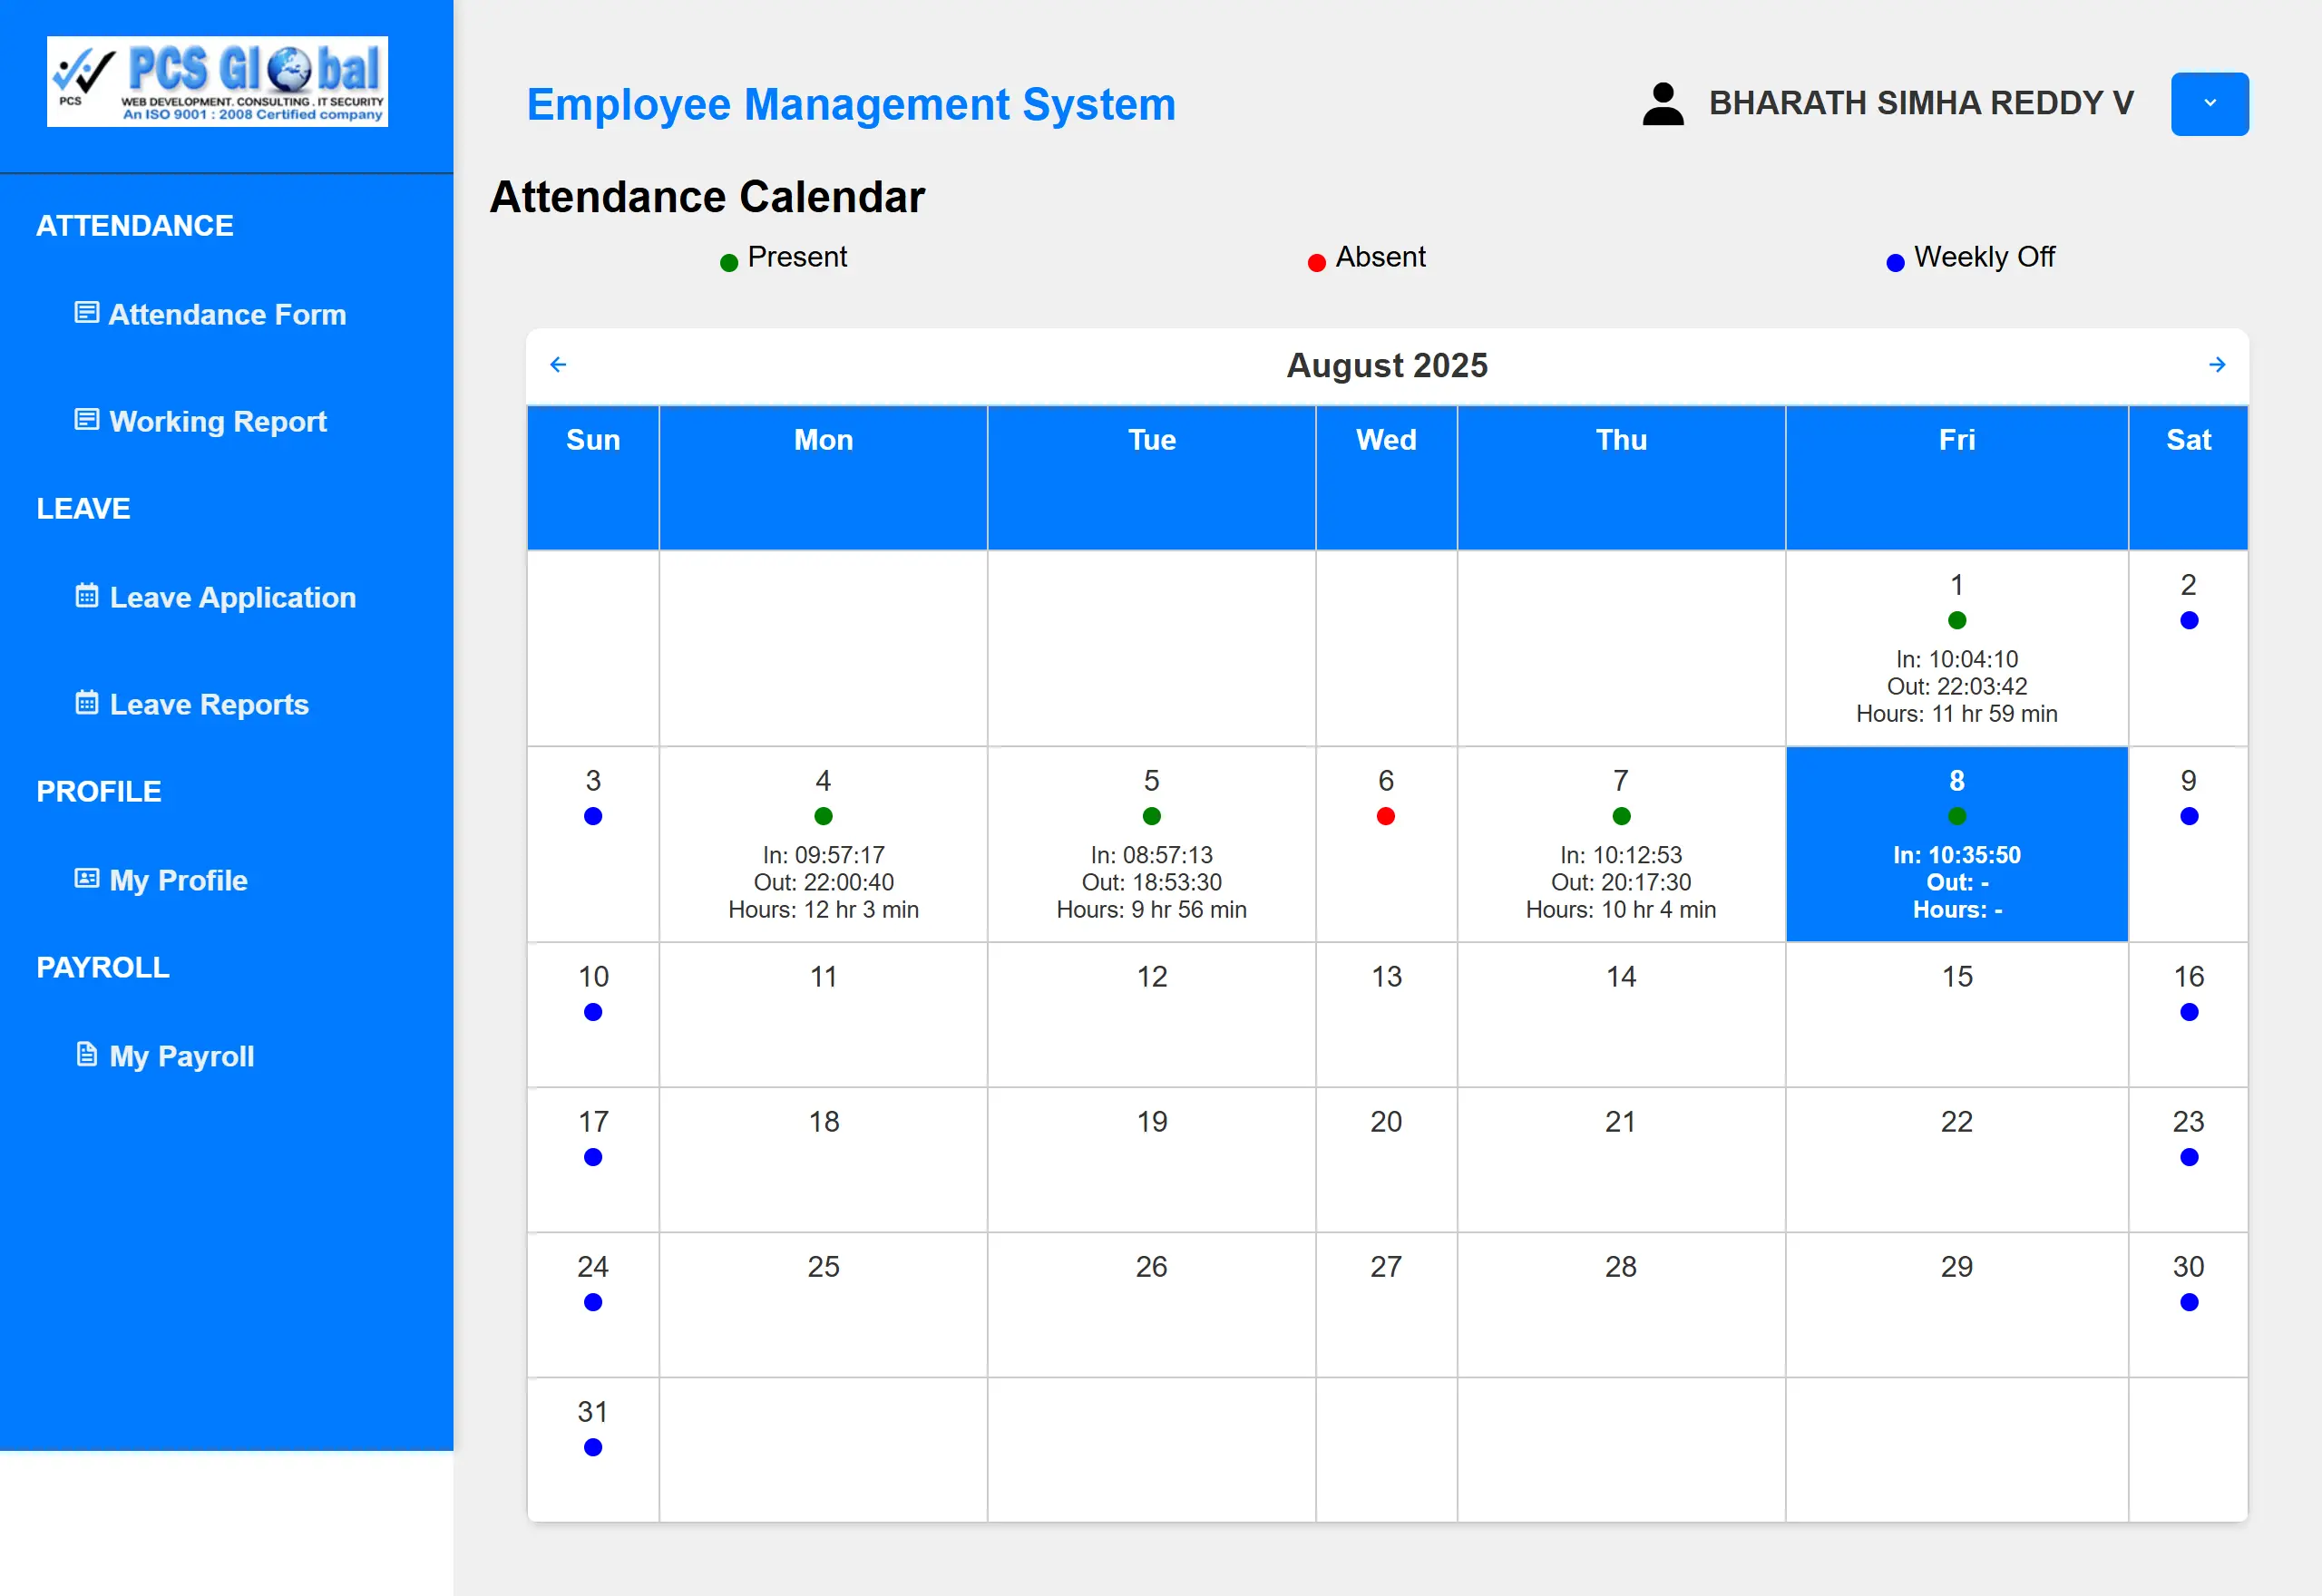 PCS Global
PCS
WEB DEVELOPMENT. CONSULTING . IT SECURITY
An ISO 9001 : 2008 Certified company
Employee Management System
BHARATH SIMHA REDDY V
ATTENDANCE
Attendance Form
Working Report
LEAVE
Leave Application
Leave Reports
PROFILE
My Profile
PAYROLL
My Payroll
Attendance Calendar
Present Absent Weekly Off
August 2025
Sun Mon Tue Wed Thu Fri Sat
1 2
In: 10:04:10
Out: 22:03:42
Hours: 11 hr 59 min
3 4 5 6 7 8 9
In: 09:57:17 In: 08:57:13 In: 10:12:53 In: 10:35:50
Out: 22:00:40 Out: 18:53:30 Out: 20:17:30 Out: -
Hours: 12 hr 3 min Hours: 9 hr 56 min Hours: 10 hr 4 min Hours: -
10 11 12 13 14 15 16
17 18 19 20 21 22 23
24 25 26 27 28 29 30
31